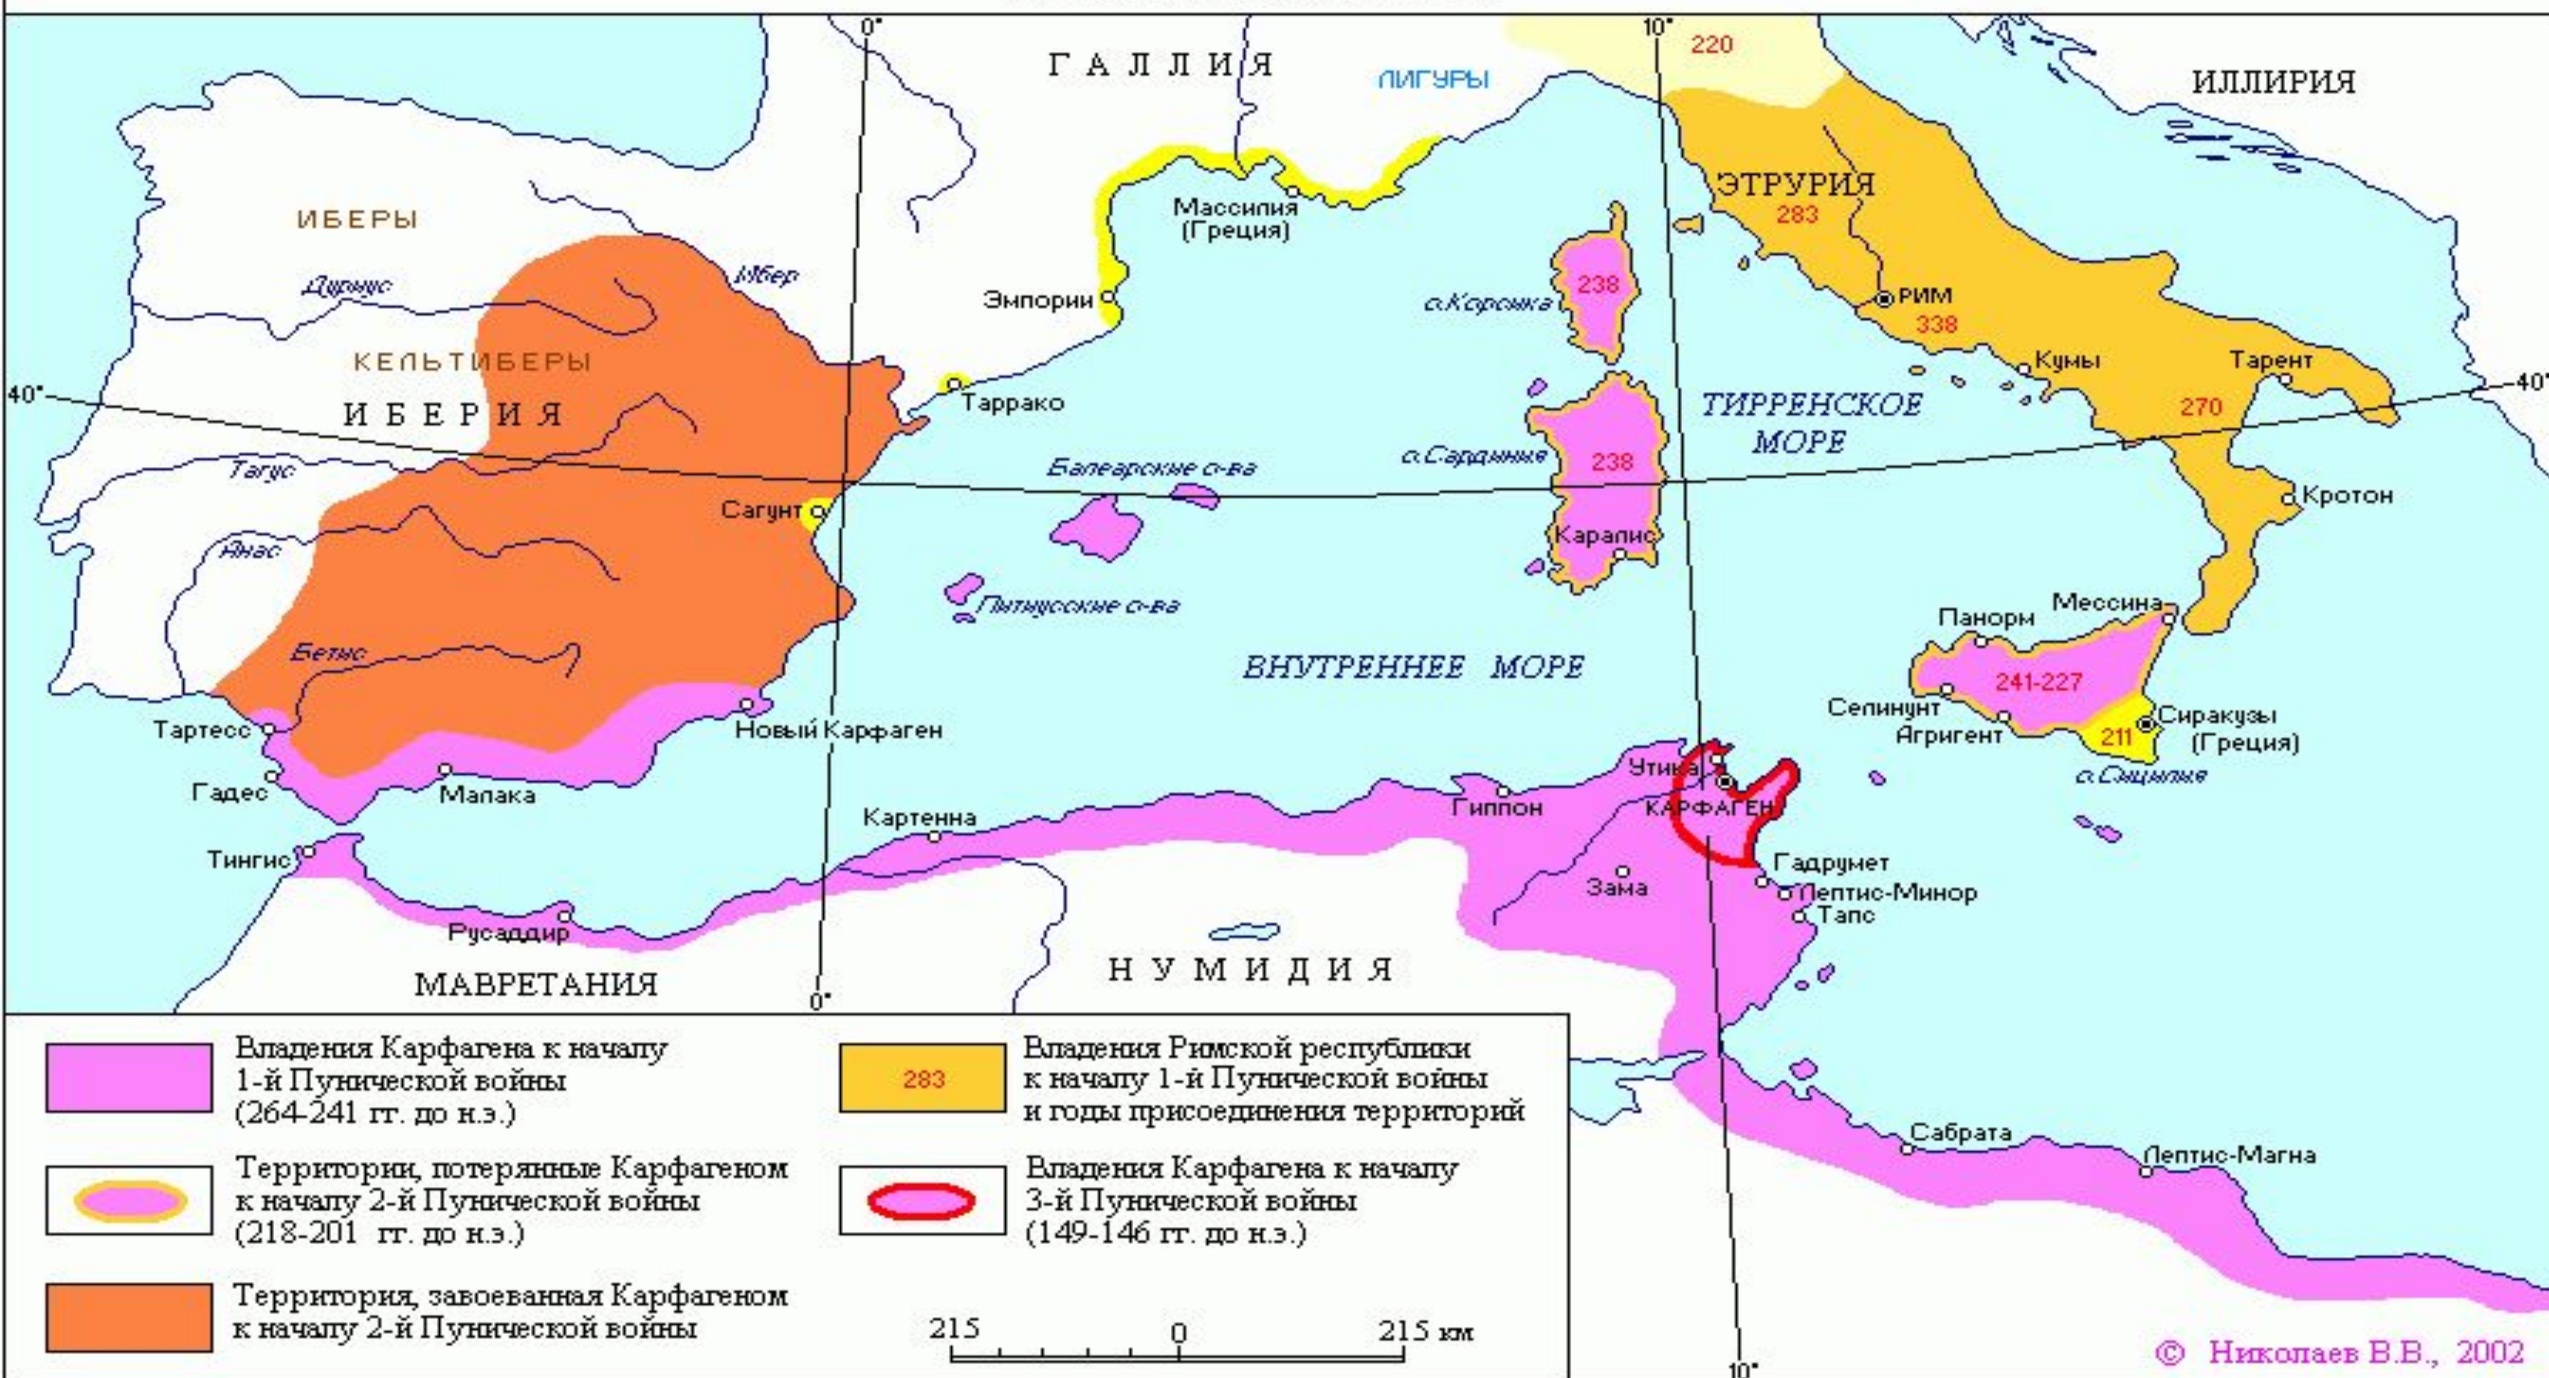 0°
10°
220
ГАЛЛИЯ
ЛИГУРЫ
ИЛЛИРИЯ
ЭТРУРИЯ
283
ИБЕРЫ
Массилия
(Греция)
Ибер
Дуриус
Эмпории
о.Корсика
238
РИМ
338
КЕЛЬТИБЕРЫ
Кумы
Тарент
40°
40°
ИБЕРИЯ
Таррако
ТИРРЕНСКОЕ
МОРЕ
270
Тагус
Балеарские о-ва
о.Сардиния
238
Сагунт
Кротон
Анас
Каралис
Питиусские о-ва
Мессина
Панорм
Бетис
ВНУТРЕННЕЕ МОРЕ
241-227
Селинунт
Агригент
Сиракузы
(Греция)
211
о.Сицилия
Тартесс
Новый Карфаген
Гадес
Малака
Утика
КАРФАГЕН
Гиппон
Картенна
Тингис
Гадрумет
Зама
Лептис-Минор
Тапс
Русаддир
МАВРЕТАНИЯ
НУМИДИЯ
0°
Сабрата
Лептис-Магна
Владения Карфагена к началу
1-й Пунической войны
(264-241 гг. до н.э.)
283
Владения Римской республики
к началу 1-й Пунической войны
и годы присоединения территорий
Территории, потерянные Карфагеном
к началу 2-й Пунической войны
(218-201 гг. до н.э.)
Владения Карфагена к началу
3-й Пунической войны
(149-146 гг. до н.э.)
Территория, завоеванная Карфагеном
к началу 2-й Пунической войны
215 0 215 км
10°
© Николаев В.В., 2002